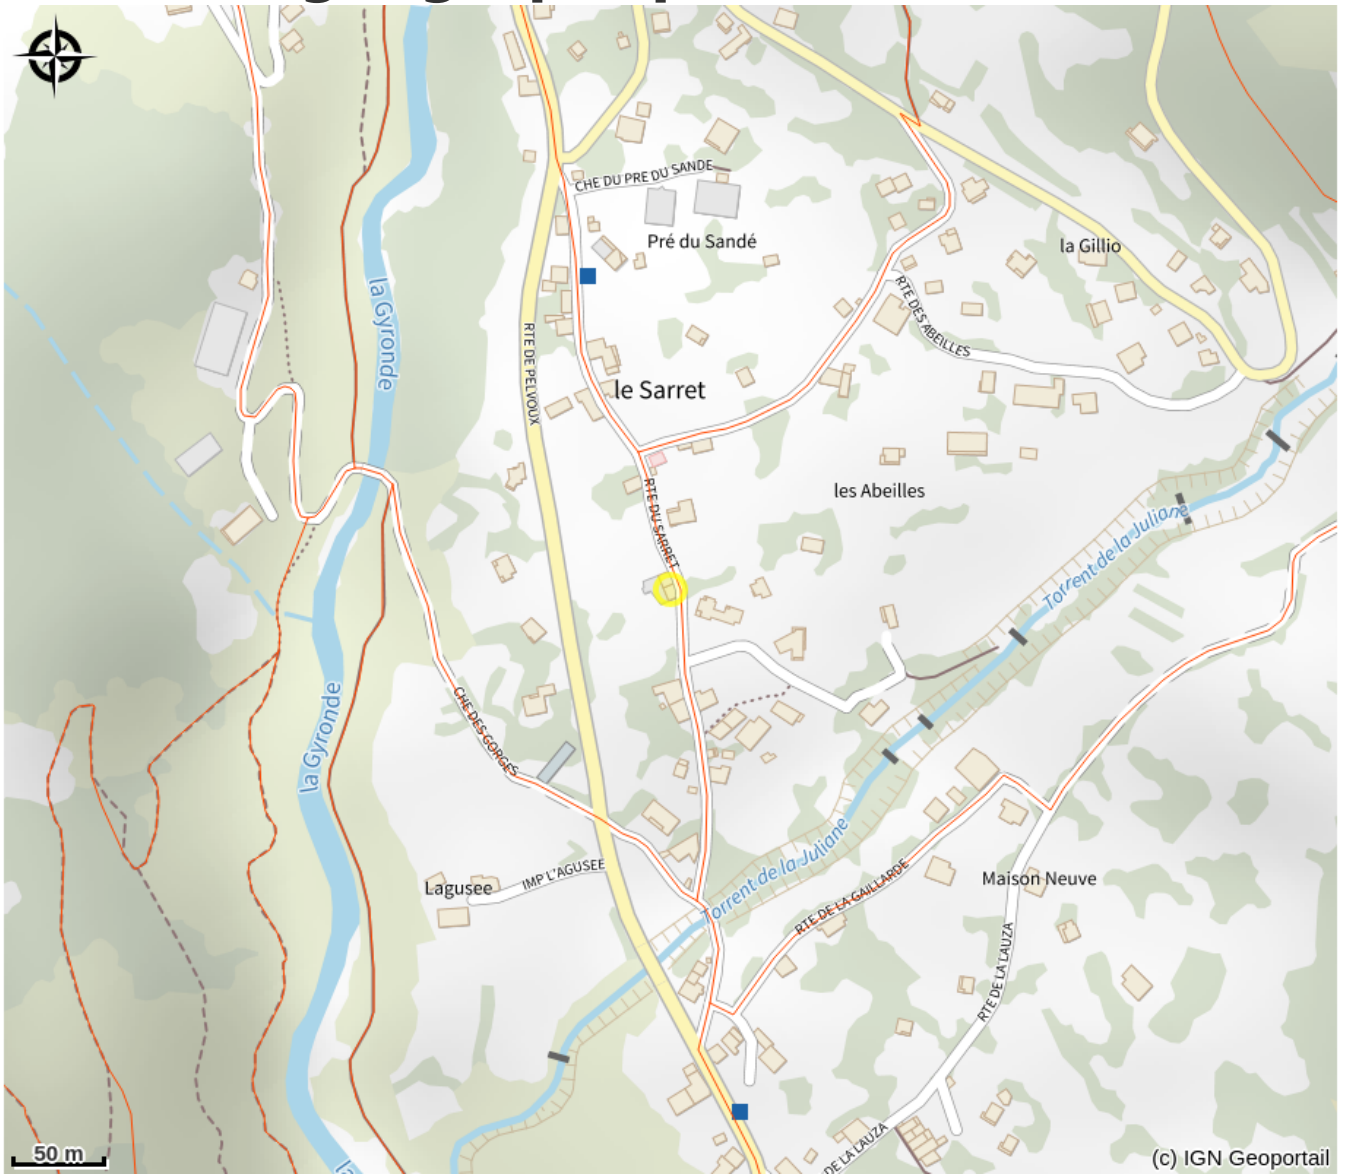 CHE DU PRE DU SANDE
Pré du Sandé
la Gillio
la Gyronde
RTE DES ABEILLES
RTE DE PELVOUX
le Sarret
les Abeilles
RTE DU SARRET
Torrent de la Juliane
CHE DES GORGES
la Gyronde
Torrent de la Juliane
IMP L'AGUSEE
Lagusee
RTE DE LA GAILLARDE
Maison Neuve
RTE DE LA LAUZA
DE LA LAUZA
la
50 m
(c) IGN Geoportail